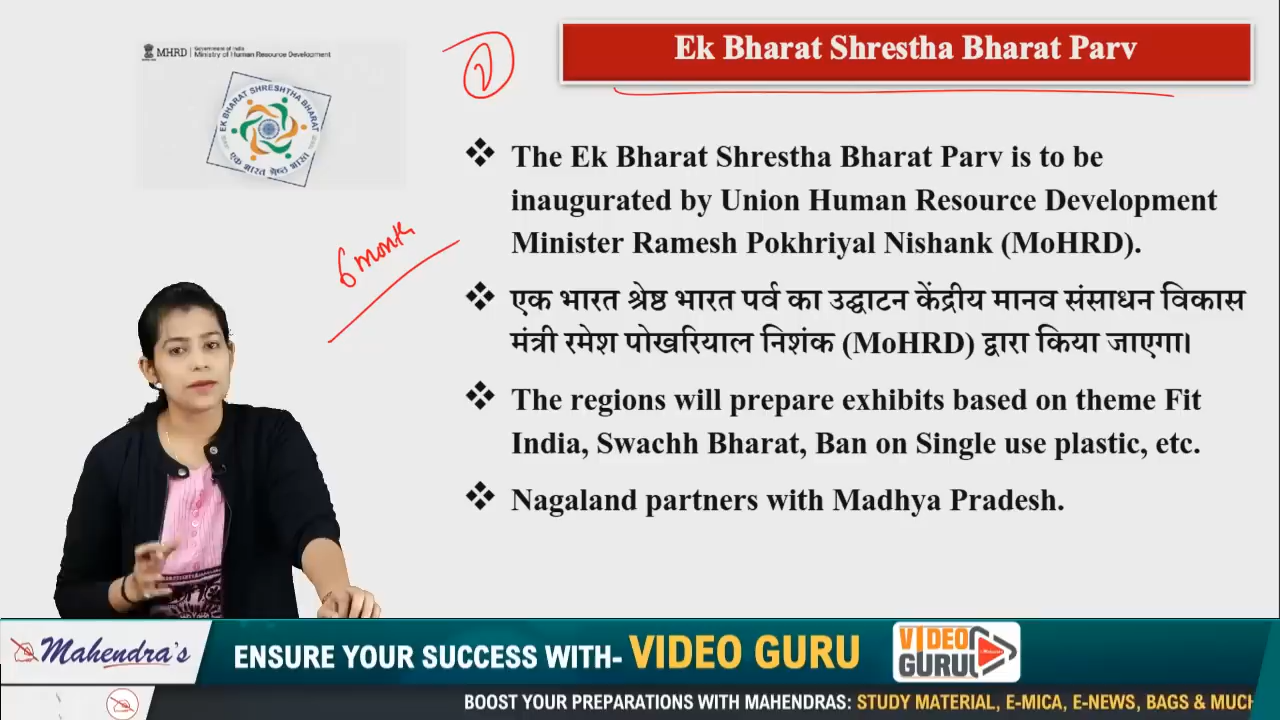 MHRD
Government of India
Ministry of Human Resource Development
EK BHARAT SHRESHTHA BHARAT
एक भारत श्रेष्ठ भारत
Ek Bharat Shrestha Bharat Parv
The Ek Bharat Shrestha Bharat Parv is to be
inaugurated by Union Human Resource Development
Minister Ramesh Pokhriyal Nishank (MoHRD).
6 month
एक भारत श्रेष्ठ भारत पर्व का उद्घाटन केंद्रीय मानव संसाधन विकास
मंत्री रमेश पोखरियाल निशंक (MoHRD) द्वारा किया जाएगा।
The regions will prepare exhibits based on theme Fit
India, Swachh Bharat, Ban on Single use plastic, etc.
Nagaland partners with Madhya Pradesh.
Mahendra's
ENSURE YOUR SUCCESS WITH- VIDEO GURU
VIDEO
GURU
BOOST YOUR PREPARATIONS WITH MAHENDRAS: STUDY MATERIAL, E-MICA, E-NEWS, BAGS & MUCH